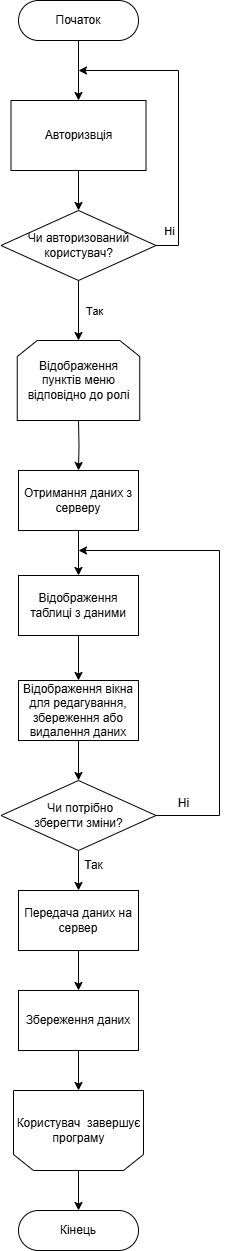 Початок
Авторизвція
Чи авторизований
користувач?
Ні
Так
Відображення
пунктів меню
відповідно до ролі
Отримання даних з
серверу
Відображення
таблиці з даними
Відображення вікна
для редагування,
збереження або
видалення даних
Чи потрібно
зберегти зміни?
Ні
Так
Передача даних на
сервер
Збереження даних
Користувач завершує
програму
Кінець